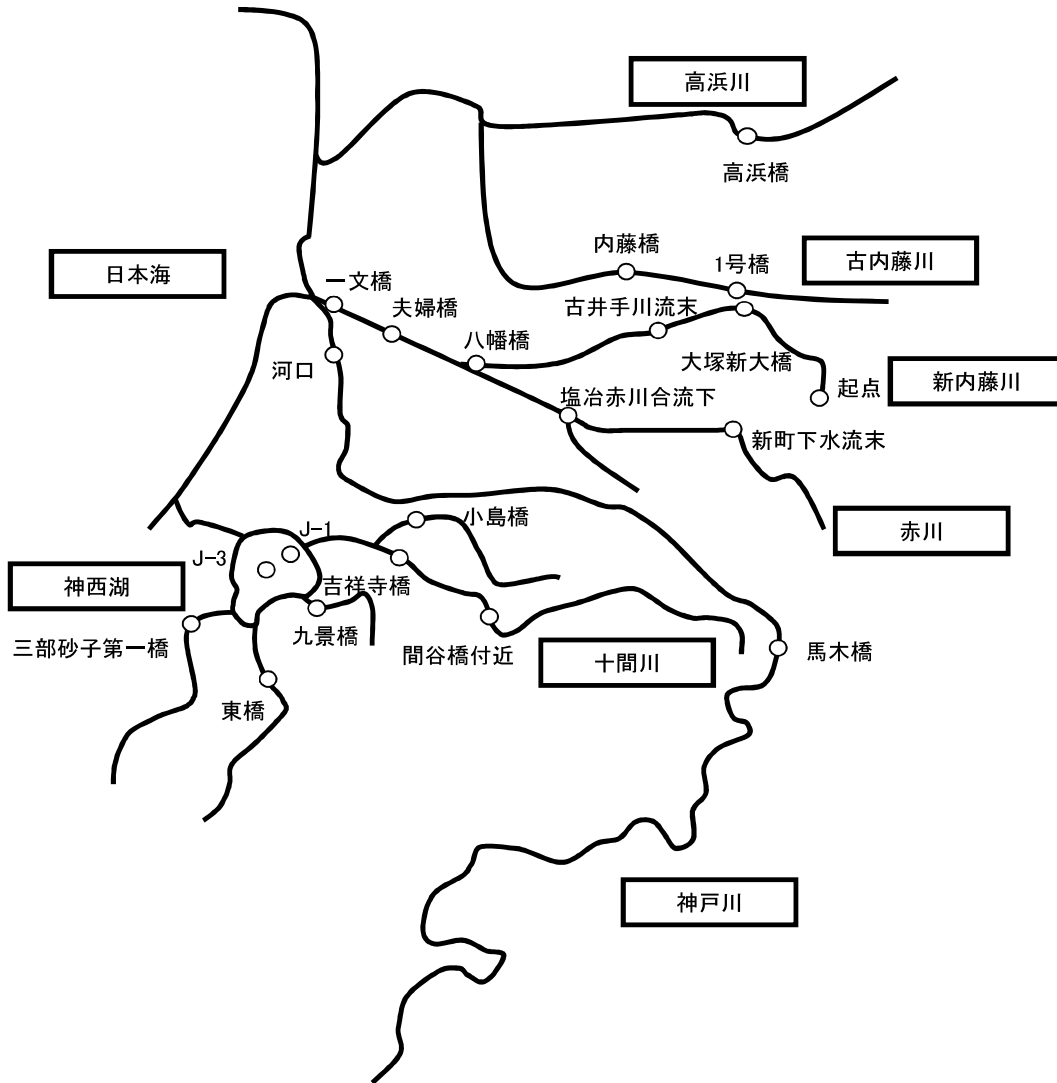 高浜川
高浜橋
内藤橋
1号橋
古内藤川
日本海
一文橋
夫婦橋
古井手川流末
八幡橋
大塚新大橋
河口
起点
新内藤川
塩冶赤川合流下
新町下水流末
小島橋
J-1
赤川
J-3
神西湖
吉祥寺橋
九景橋
三部砂子第一橋
間谷橋付近
十間川
馬木橋
東橋
神戸川